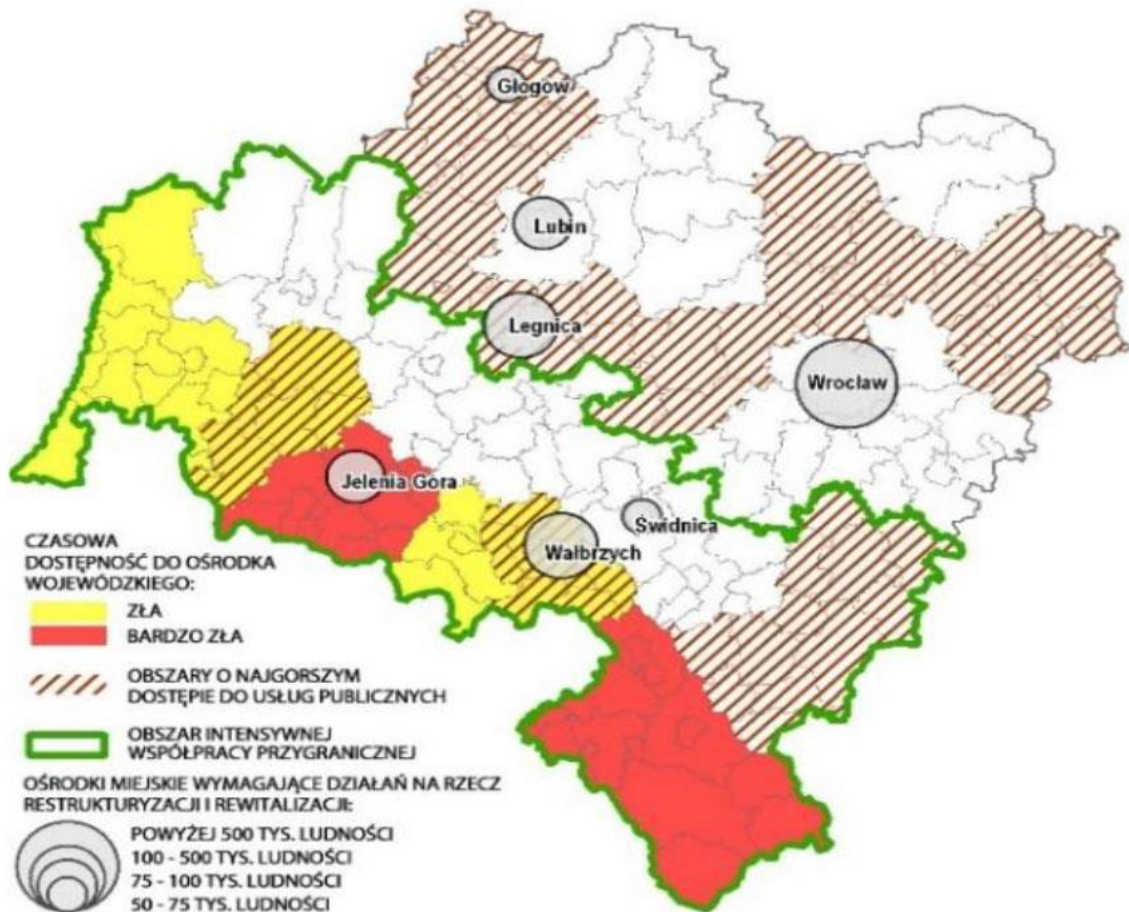 Głogów
Lubin
Legnica
Wrocław
Jelenia Góra
Świdnica
Wałbrzych
CZASOWA
DOSTĘPNOŚĆ DO OŚRODKA
WOJEWÓDZKIEGO:
ZŁA
BARDZO ZŁA
OBSZARY O NAJGORSZYM
DOSTĘPIE DO USŁUG PUBLICZNYCH
OBSZAR INTENSYWNEJ
WSPÓŁPRACY PRZYGRANICZNEJ
OŚRODKI MIEJSKIE WYMAGAJĄCE DZIAŁAŃ NA RZECZ
RESTRUKTURYZACJI I REWITALIZACJI:
POWYŻEJ 500 TYS. LUDNOŚCI
100 - 500 TYS. LUDNOŚCI
75 - 100 TYS. LUDNOŚCI
50 - 75 TYS. LUDNOŚCI